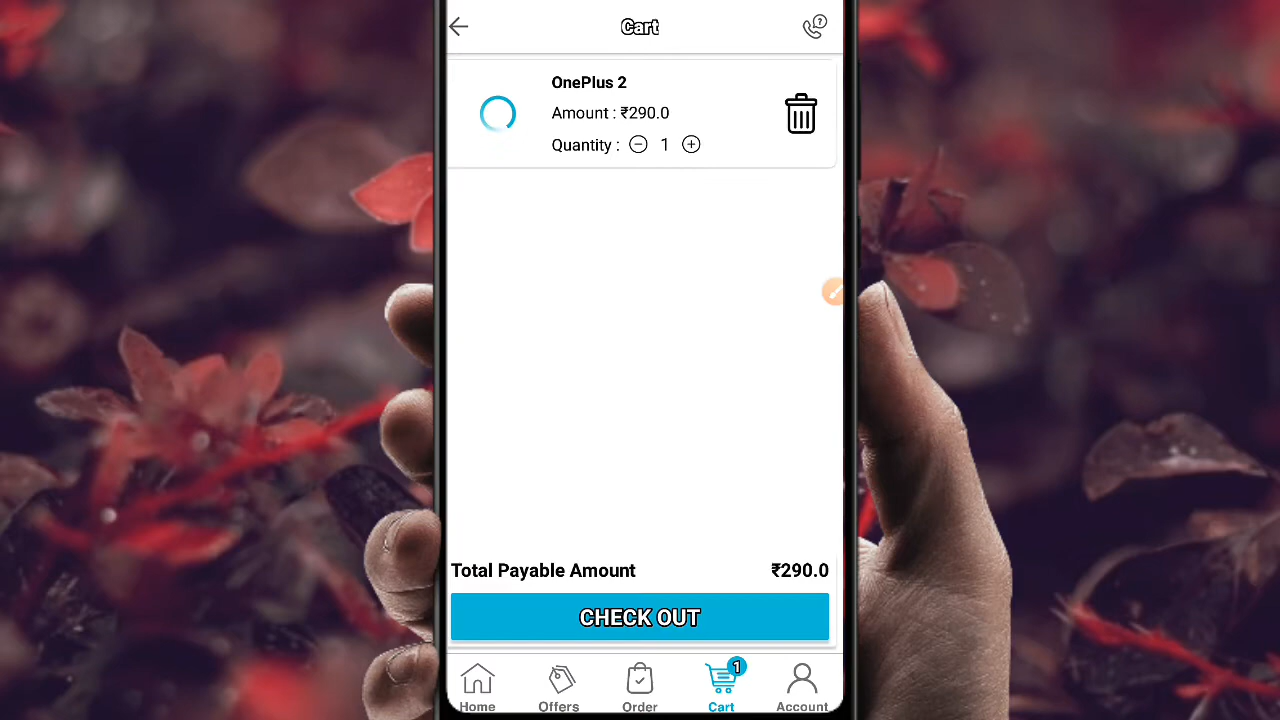 Cart
OnePlus 2
Amount : ₹290.0
Quantity : 1
Total Payable Amount ₹290.0
CHECK OUT
1
Home Offers Order Cart Account